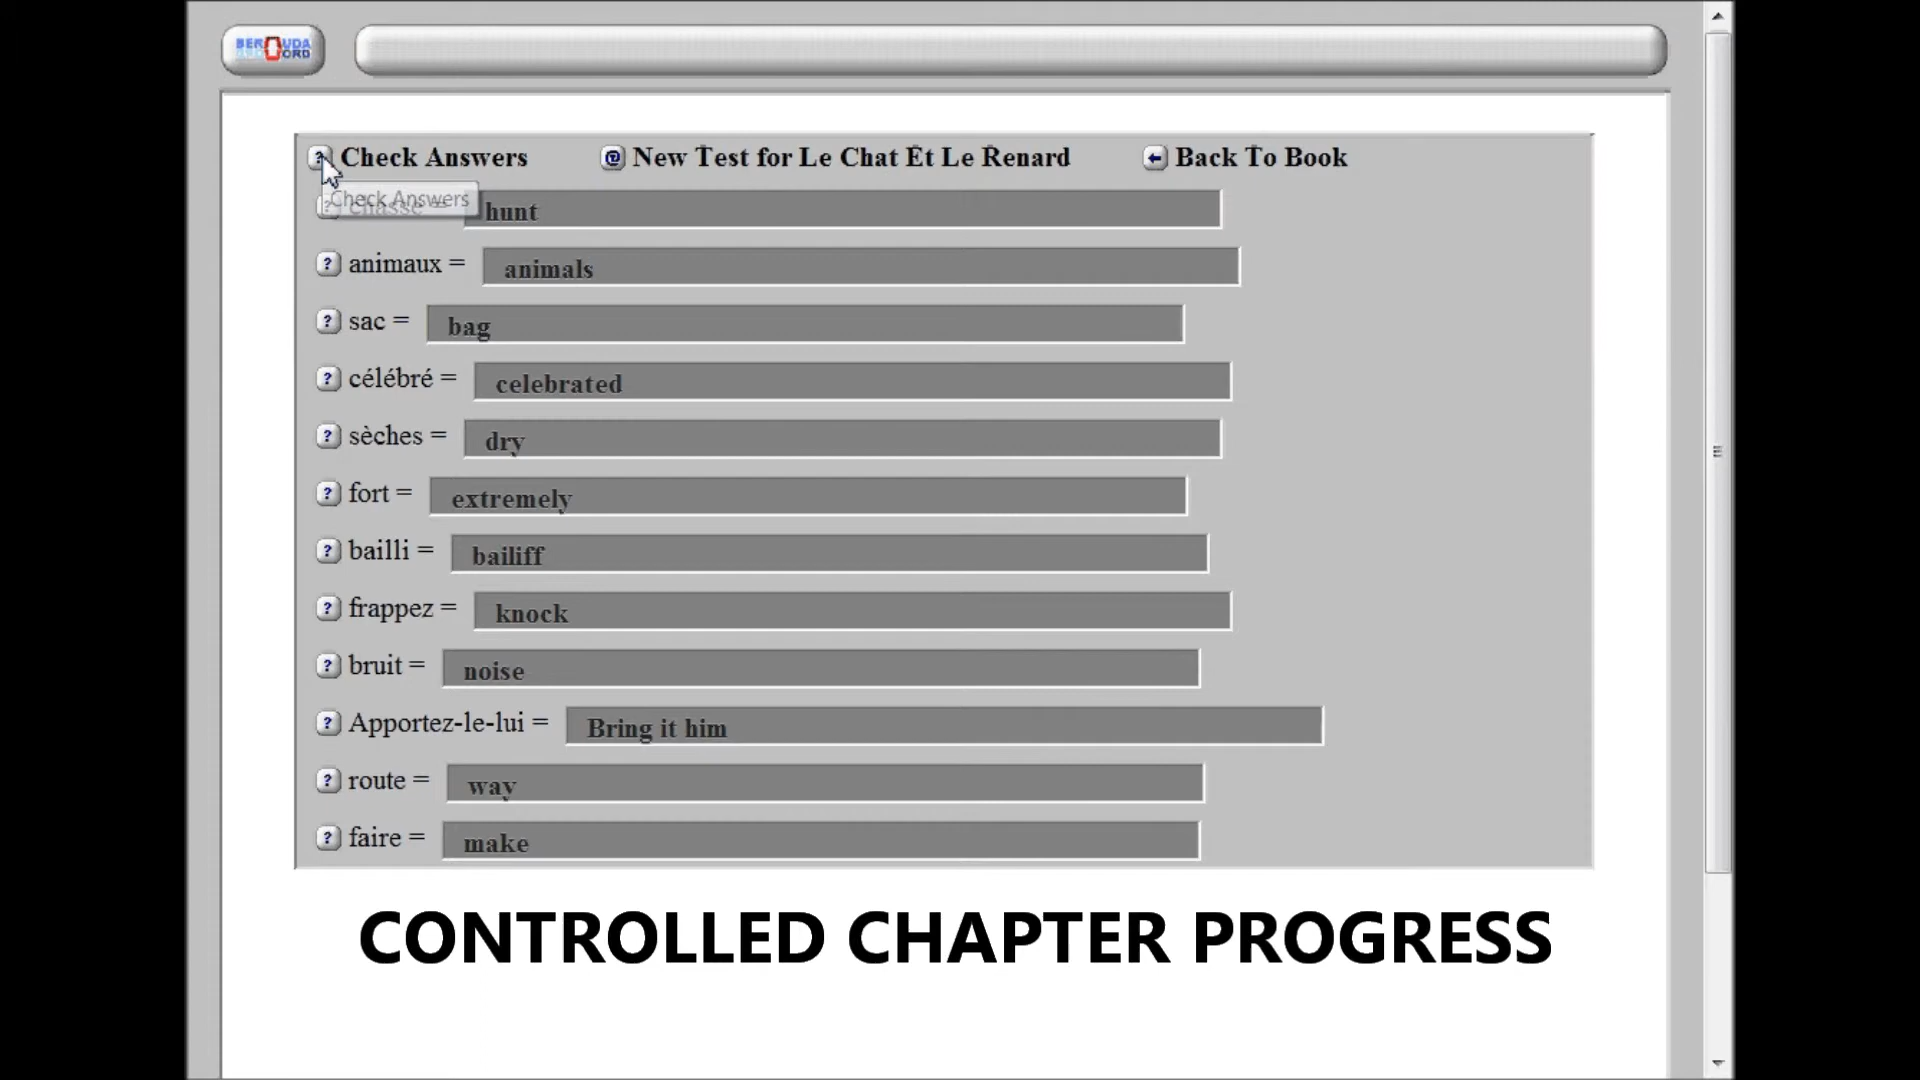 Check Answers
New Test for Le Chat Et Le Renard
Back To Book
Check Answers
chasse = hunt
animaux = animals
sac = bag
célébré = celebrated
sèches = dry
fort = extremely
bailli = bailiff
frappez = knock
bruit = noise
Apportez-le-lui = Bring it him
route = way
faire = make
CONTROLLED CHAPTER PROGRESS